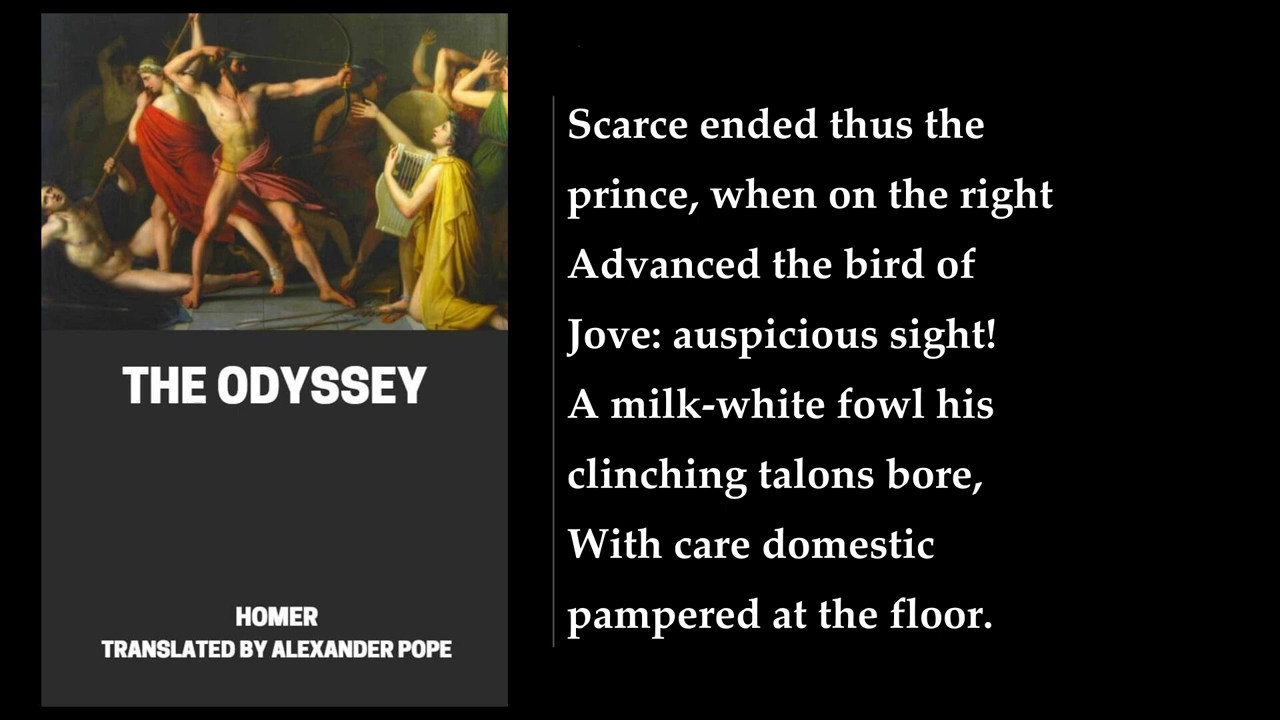 THE ODYSSEY
HOMER
TRANSLATED BY ALEXANDER POPE
Scarce ended thus the
prince, when on the right
Advanced the bird of
Jove: auspicious sight!
A milk-white fowl his
clinching talons bore,
With care domestic
pampered at the floor.